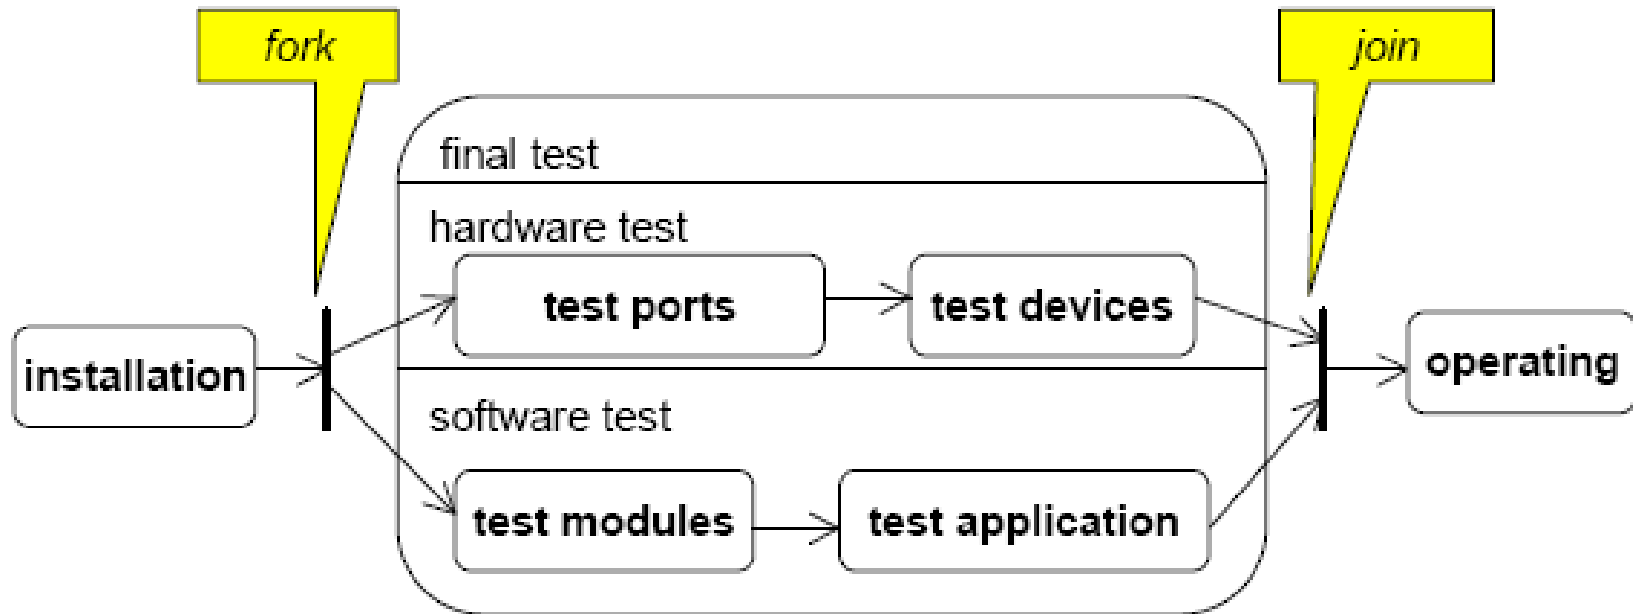 fork
join
final test
hardware test
test ports
test devices
installation
operating
software test
test modules
test application